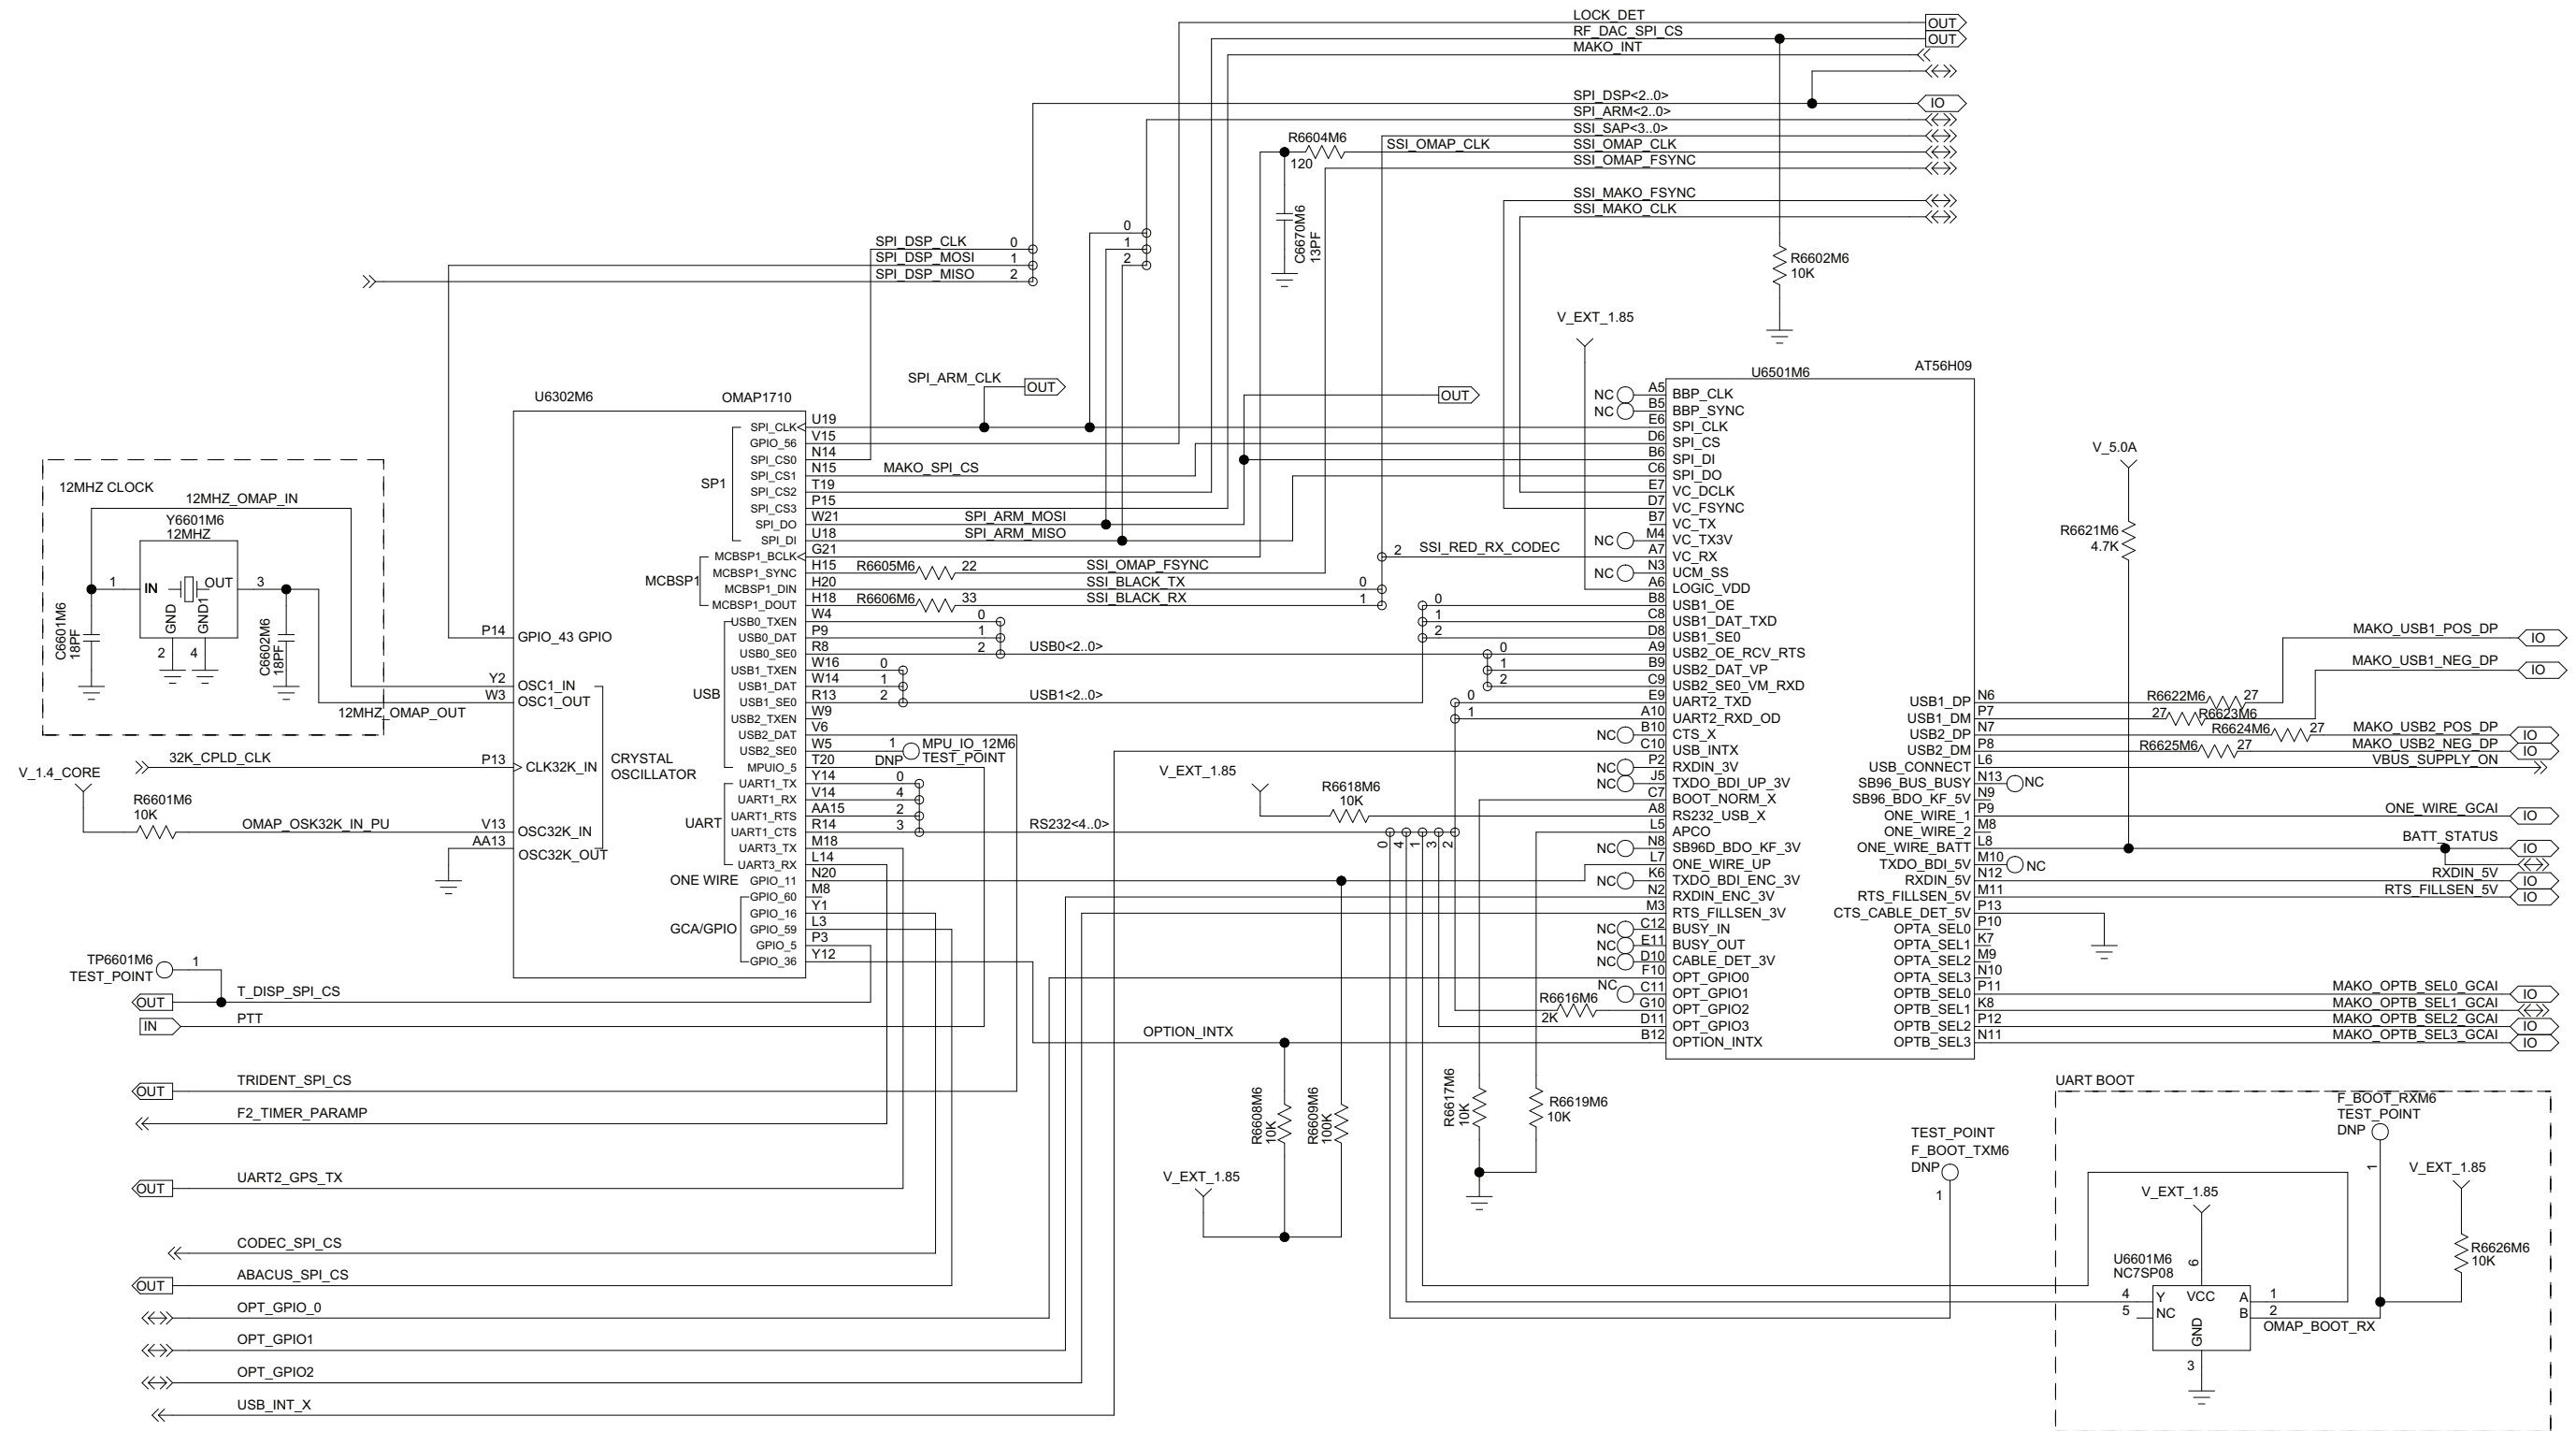 LOCK_DET
OUT
RF_DAC_SPI_CS
OUT
MAKO_INT
SPI_DSP<2..0>
IO
SPI_ARM<2..0>
SSI_SAP<3..0>
R6604M6
120
SSI_OMAP_CLK
SSI_OMAP_CLK
SSI_OMAP_FSYNC
SSI_MAKO_FSYNC
SSI_MAKO_CLK
C6670M6
13PF
R6602M6
10K
SPI_DSP_CLK 0
SPI_DSP_MOSI 1
SPI_DSP_MISO 2
0
1
2
V_EXT_1.85
SPI_ARM_CLK
OUT
OUT
U6302M6
OMAP1710
SP1
SPI_CLK U19
GPIO_56 V15
SPI_CS0 N14
SPI_CS1 N15 MAKO_SPI_CS
SPI_CS2 T19
SPI_CS3 P15
SPI_DO W21 SPI_ARM_MOSI
SPI_DI U18 SPI_ARM_MISO
MCBSP1
MCBSP1_BCLK G21
MCBSP1_SYNC H15 R6605M6 22 SSI_OMAP_FSYNC
MCBSP1_DIN H20 SSI_BLACK_TX 0
MCBSP1_DOUT H18 R6606M6 33 SSI_BLACK_RX 1
2 SSI_RED_RX_CODEC
USB
USB0_TXEN W4 0
USB0_DAT P9 1
USB0_SE0 R8 2 USB0<2..0>
USB1_TXEN W16 0
USB1_DAT W14 1
USB1_SE0 R13 2 USB1<2..0>
USB2_TXEN W9
USB2_DAT V6
USB2_SE0 W5 1 MPU_IO_12M6
DNP TEST_POINT
MPUIO_5 T20
UART
UART1_TX Y14 0
UART1_RX V14 4
UART1_RTS AA15 2
UART1_CTS R14 3 RS232<4..0>
UART3_TX M18
UART3_RX L14
ONE WIRE GPIO_11 N20
GCA/GPIO
GPIO_60 M8
GPIO_16 Y1
GPIO_59 L3
GPIO_5 P3
GPIO_36 Y12
P14 GPIO_43 GPIO
Y2 OSC1_IN
W3 OSC1_OUT
CRYSTAL
OSCILLATOR
P13 CLK32K_IN
V13 OSC32K_IN
AA13 OSC32K_OUT
12MHZ CLOCK
12MHZ_OMAP_IN
Y6601M6
12MHZ
1 IN OUT 3
GND GND1
2 4
C6601M6
18PF
C6602M6
18PF
12MHZ_OMAP_OUT
32K_CPLD_CLK
V_1.4_CORE
R6601M6
10K
OMAP_OSK32K_IN_PU
TP6601M6
TEST_POINT
1
OUT T_DISP_SPI_CS
IN PTT
OUT TRIDENT_SPI_CS
F2_TIMER_PARAMP
OUT UART2_GPS_TX
CODEC_SPI_CS
OUT ABACUS_SPI_CS
OPT_GPIO_0
OPT_GPIO1
OPT_GPIO2
USB_INT_X
OPTION_INTX
R6608M6
10K
R6609M6
100K
V_EXT_1.85
V_EXT_1.85
R6618M6
10K
0 4 1 3 2
R6616M6
2K
R6617M6
10K
R6619M6
10K
U6501M6
AT56H09
NC A5 BBP_CLK
NC B5 BBP_SYNC
E6 SPI_CLK
D6 SPI_CS
B6 SPI_DI
C6 SPI_DO
E7 VC_DCLK
D7 VC_FSYNC
B7 VC_TX
NC M4 VC_TX3V
A7 VC_RX
NC N3 UCM_SS
A6 LOGIC_VDD
0 B8 USB1_OE
1 C8 USB1_DAT_TXD
2 D8 USB1_SE0
0 A9 USB2_OE_RCV_RTS
1 B9 USB2_DAT_VP
2 C9 USB2_SE0_VM_RXD
0 E9 UART2_TXD
1 A10 UART2_RXD_OD
NC B10 CTS_X
C10 USB_INTX
NC P2 RXDIN_3V
NC J5 TXDO_BDI_UP_3V
C7 BOOT_NORM_X
A8 RS232_USB_X
L5 APCO
NC N8 SB96D_BDO_KF_3V
L7 ONE_WIRE_UP
NC K6 TXDO_BDI_ENC_3V
N2 RXDIN_ENC_3V
M3 RTS_FILLSEN_3V
NC C12 BUSY_IN
NC E11 BUSY_OUT
NC D10 CABLE_DET_3V
F10 OPT_GPIO0
NC C11 OPT_GPIO1
G10 OPT_GPIO2
D11 OPT_GPIO3
B12 OPTION_INTX
V_5.0A
R6621M6
4.7K
USB1_DP N6 R6622M6 27 MAKO_USB1_POS_DP IO
USB1_DM P7 27 R6623M6 MAKO_USB1_NEG_DP IO
USB2_DP N7 R6624M6 27 MAKO_USB2_POS_DP IO
USB2_DM P8 R6625M6 27 MAKO_USB2_NEG_DP IO
USB_CONNECT L6 VBUS_SUPPLY_ON
SB96_BUS_BUSY N13 NC
SB96_BDO_KF_5V N9
ONE_WIRE_1 P9 ONE_WIRE_GCAI IO
ONE_WIRE_2 M8
ONE_WIRE_BATT L8 BATT_STATUS IO
TXDO_BDI_5V M10 NC
RXDIN_5V N12 RXDIN_5V IO
RTS_FILLSEN_5V M11 RTS_FILLSEN_5V IO
CTS_CABLE_DET_5V P13
OPTA_SEL0 P10
OPTA_SEL1 K7
OPTA_SEL2 M9
OPTA_SEL3 N10
OPTB_SEL0 P11 MAKO_OPTB_SEL0_GCAI IO
OPTB_SEL1 K8 MAKO_OPTB_SEL1_GCAI
OPTB_SEL2 P12 MAKO_OPTB_SEL2_GCAI IO
OPTB_SEL3 N11 MAKO_OPTB_SEL3_GCAI IO
TEST_POINT
F_BOOT_TXM6
DNP
1
UART BOOT
F_BOOT_RXM6
TEST_POINT
DNP
1
V_EXT_1.85
V_EXT_1.85
R6626M6
10K
U6601M6
NC7SP08
6
4 Y VCC A 1
5 NC B 2
GND
OMAP_BOOT_RX
3